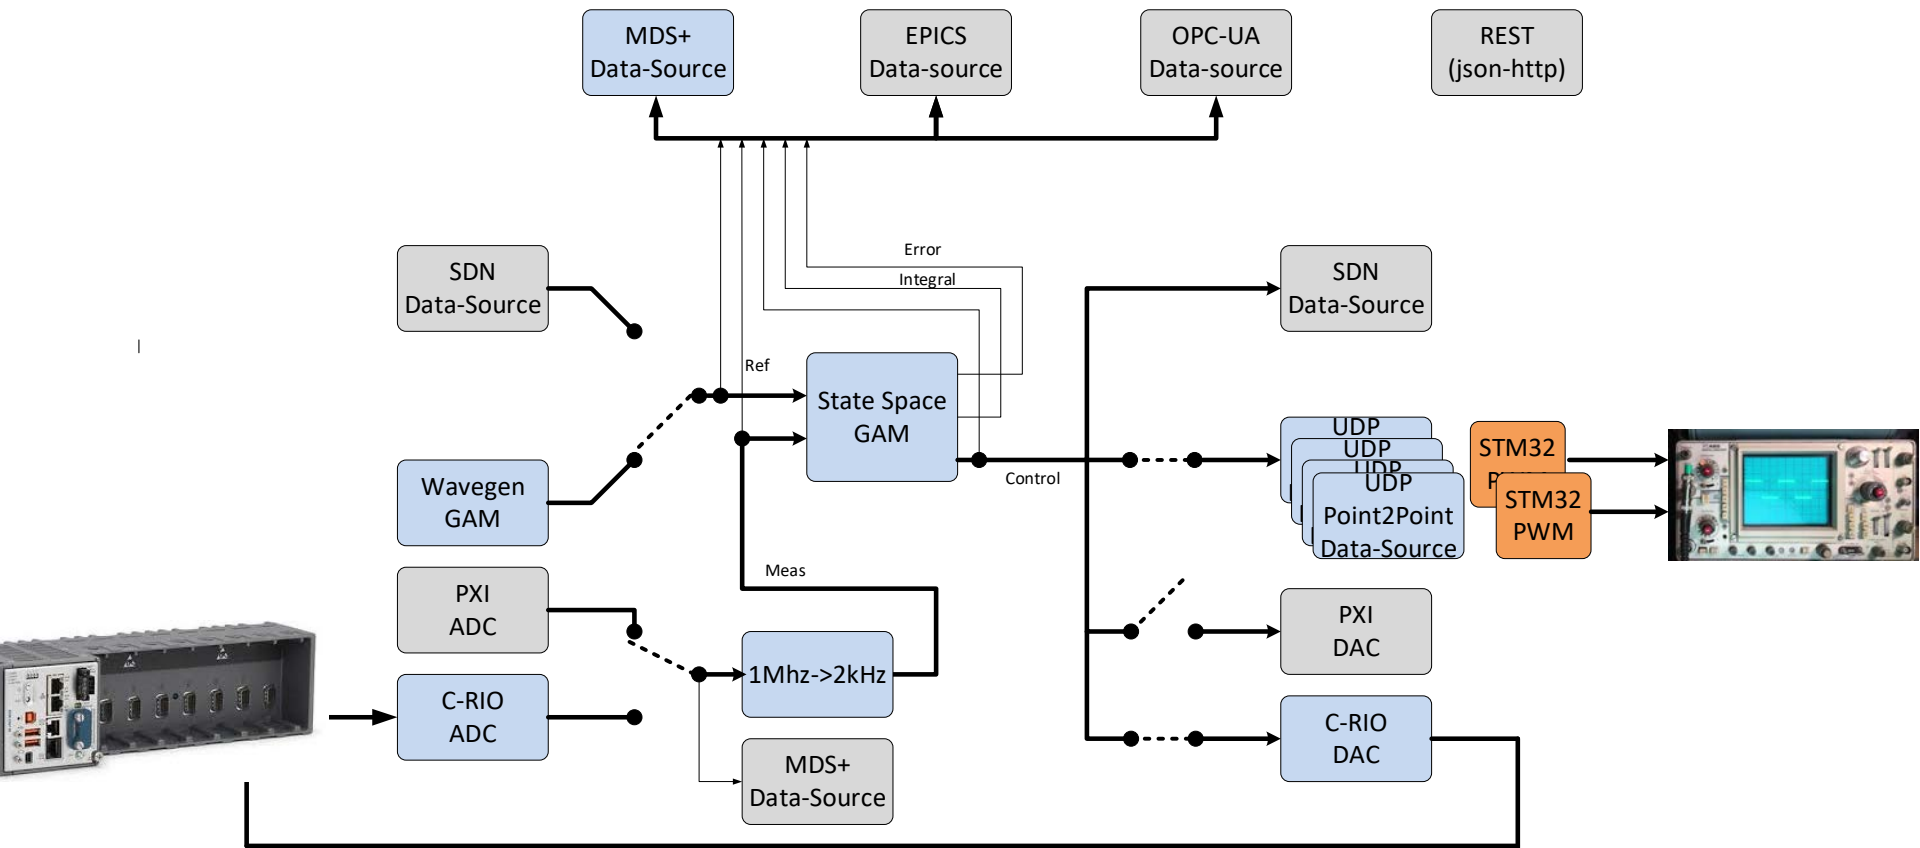 MDS+
Data-Source
EPICS
Data-source
OPC-UA
Data-source
REST
(json-http)
Error
Integral
SDN
Data-Source
SDN
Data-Source
Ref
State Space
GAM
Control
Wavegen
GAM
UDP
UDP
UDP
UDP
Point2Point
Data-Source
STM32
STM32
PWM
Meas
PXI
ADC
PXI
DAC
1Mhz->2kHz
C-RIO
ADC
C-RIO
DAC
MDS+
Data-Source